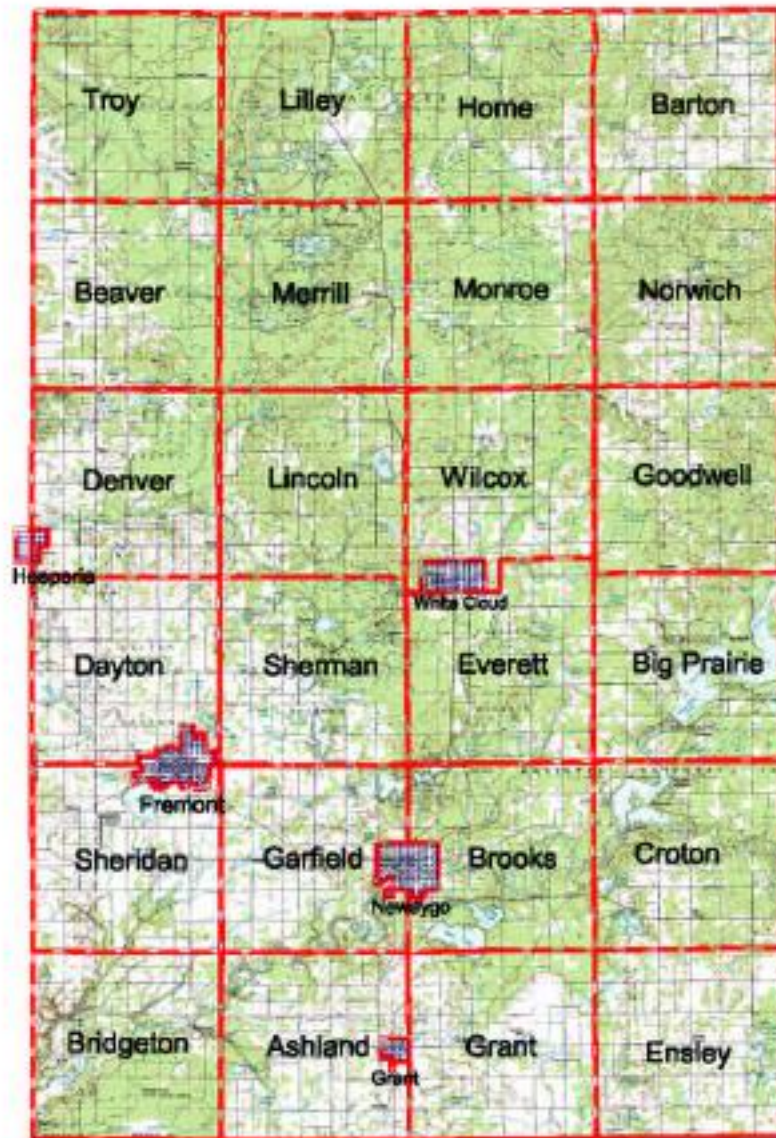 Troy Lilley Home Barton
Beaver Merrill Monroe Norwich
Denver Lincoln Wilcox Goodwell
Hesperia
White Cloud
Dayton Sherman Everett Big Prairie
Fremont
Sheridan Garfield Brooks Croton
Newaygo
Bridgeton Ashland Grant Ensley
Grant